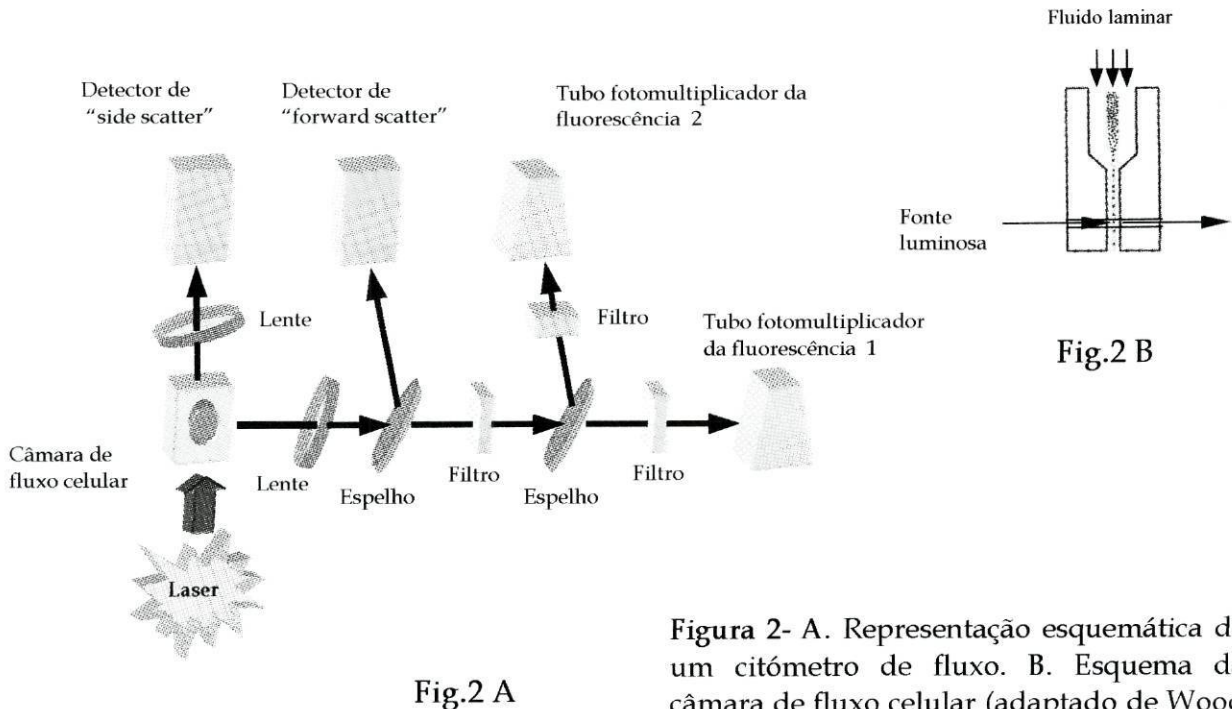 Fluido laminar
Detector de
"side scatter"
Detector de
"forward scatter"
Tubo fotomultiplicador da
fluorescência 2
Fonte
luminosa
Lente
Filtro
Tubo fotomultiplicador
da fluorescência 1
Fig.2 B
Câmara de
fluxo celular
Lente
Espelho
Filtro
Espelho
Filtro
Laser
Fig.2 A
Figura 2- A. Representação esquemática d
um citómetro de fluxo. B. Esquema d
câmara de fluxo celular (adaptado de Wood